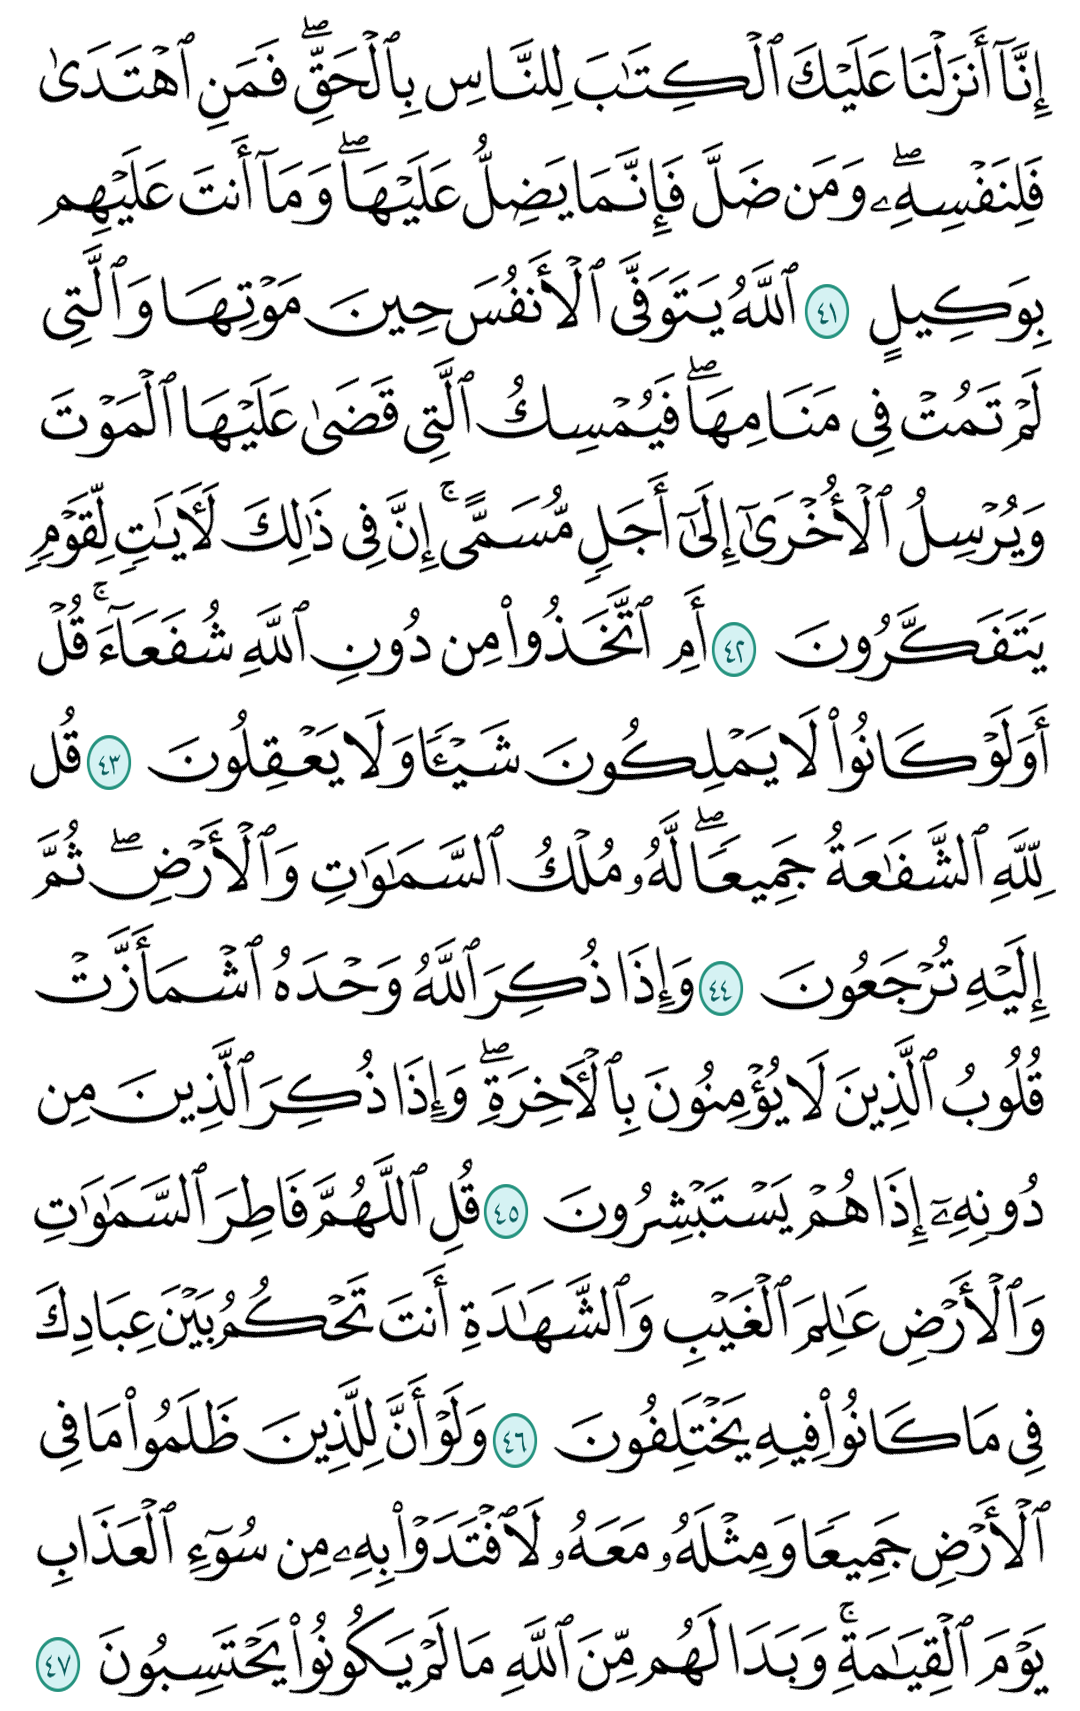 إِنَّآ أَنزَلۡنَا عَلَيۡكَ ٱلۡكِتَٰبَ لِلنَّاسِ بِٱلۡحَقِّۖ فَمَنِ ٱهۡتَدَىٰ
فَلِنَفۡسِهِۦۖ وَمَن ضَلَّ فَإِنَّمَا يَضِلُّ عَلَيۡهَاۖ وَمَآ أَنتَ عَلَيۡهِم
بِوَكِيلٍ ٤١ ٱللَّهُ يَتَوَفَّى ٱلۡأَنفُسَ حِينَ مَوۡتِهَا وَٱلَّتِي
لَمۡ تَمُتۡ فِي مَنَامِهَاۖ فَيُمۡسِكُ ٱلَّتِي قَضَىٰ عَلَيۡهَا ٱلۡمَوۡتَ
وَيُرۡسِلُ ٱلۡأُخۡرَىٰٓ إِلَىٰٓ أَجَلٖ مُّسَمًّىۚ إِنَّ فِي ذَٰلِكَ لَأٓيَٰتٖ لِّقَوۡمٖ
يَتَفَكَّرُونَ ٤٢ أَمِ ٱتَّخَذُواْ مِن دُونِ ٱللَّهِ شُفَعَآءَۚ قُلۡ
أَوَلَوۡ كَانُواْ لَا يَمۡلِكُونَ شَيۡـٔٗا وَلَا يَعۡقِلُونَ ٤٣ قُل
لِّلَّهِ ٱلشَّفَٰعَةُ جَمِيعٗاۖ لَّهُۥ مُلۡكُ ٱلسَّمَٰوَٰتِ وَٱلۡأَرۡضِۖ ثُمَّ
إِلَيۡهِ تُرۡجَعُونَ ٤٤ وَإِذَا ذُكِرَ ٱللَّهُ وَحۡدَهُ ٱشۡمَأَزَّتۡ
قُلُوبُ ٱلَّذِينَ لَا يُؤۡمِنُونَ بِٱلۡأٓخِرَةِۖ وَإِذَا ذُكِرَ ٱلَّذِينَ مِن
دُونِهِۦٓ إِذَا هُمۡ يَسۡتَبۡشِرُونَ ٤٥ قُلِ ٱللَّهُمَّ فَاطِرَ ٱلسَّمَٰوَٰتِ
وَٱلۡأَرۡضِ عَٰلِمَ ٱلۡغَيۡبِ وَٱلشَّهَٰدَةِ أَنتَ تَحۡكُمُ بَيۡنَ عِبَادِكَ
فِي مَا كَانُواْ فِيهِ يَخۡتَلِفُونَ ٤٦ وَلَوۡ أَنَّ لِلَّذِينَ ظَلَمُواْ مَا فِي
ٱلۡأَرۡضِ جَمِيعٗا وَمِثۡلَهُۥ مَعَهُۥ لَٱفۡتَدَوۡاْ بِهِۦ مِن سُوٓءِ ٱلۡعَذَابِ
يَوۡمَ ٱلۡقِيَٰمَةِۚ وَبَدَا لَهُم مِّنَ ٱللَّهِ مَا لَمۡ يَكُونُواْ يَحۡتَسِبُونَ ٤٧